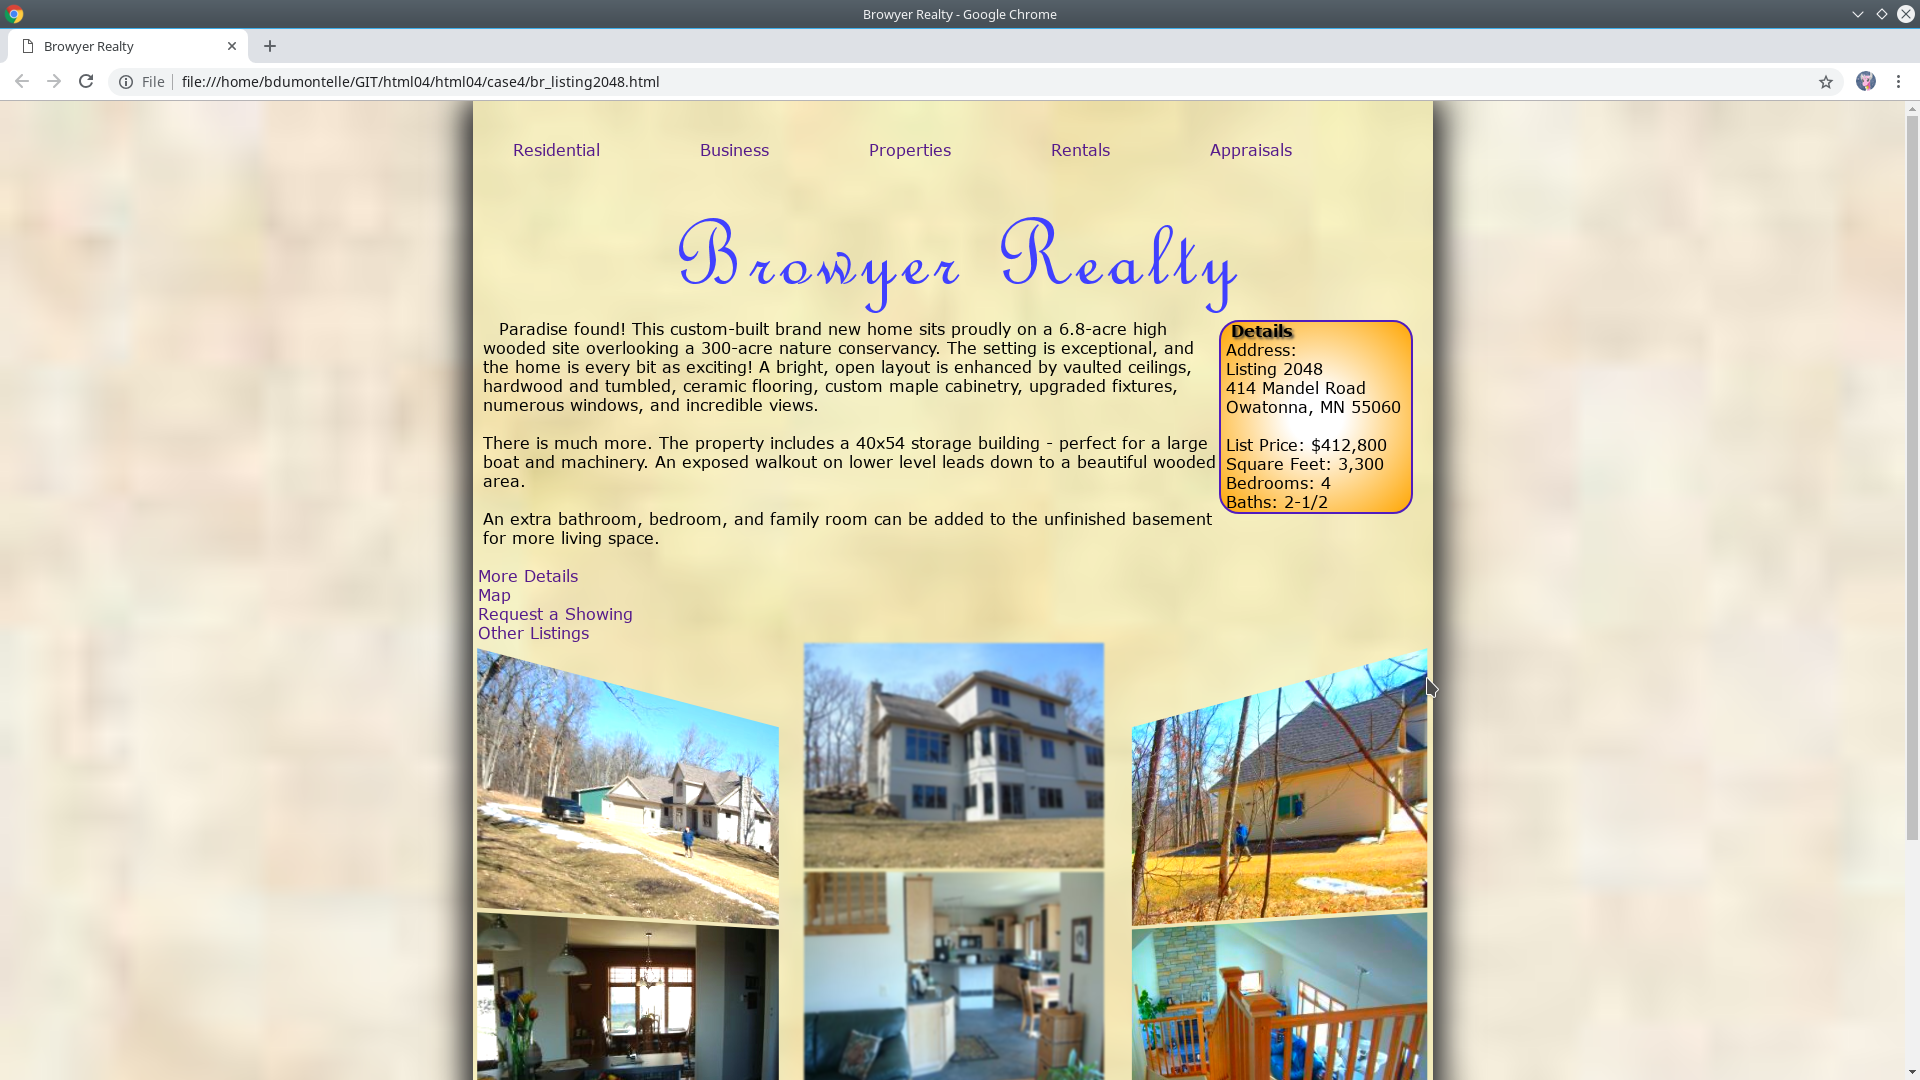 Browyer Realty - Google Chrome
Browyer Realty
File file:///home/bdumontelle/GIT/html04/html04/case4/br_listing2048.html
Residential Business Properties Rentals Appraisals
Browyer Realty
Paradise found! This custom-built brand new home sits proudly on a 6.8-acre high
wooded site overlooking a 300-acre nature conservancy. The setting is exceptional, and
the home is every bit as exciting! A bright, open layout is enhanced by vaulted ceilings,
hardwood and tumbled, ceramic flooring, custom maple cabinetry, upgraded fixtures,
numerous windows, and incredible views.
There is much more. The property includes a 40x54 storage building - perfect for a large
boat and machinery. An exposed walkout on lower level leads down to a beautiful wooded
area.
An extra bathroom, bedroom, and family room can be added to the unfinished basement
for more living space.
Details
Address:
Listing 2048
414 Mandel Road
Owatonna, MN 55060
List Price: $412,800
Square Feet: 3,300
Bedrooms: 4
Baths: 2-1/2
More Details
Map
Request a Showing
Other Listings